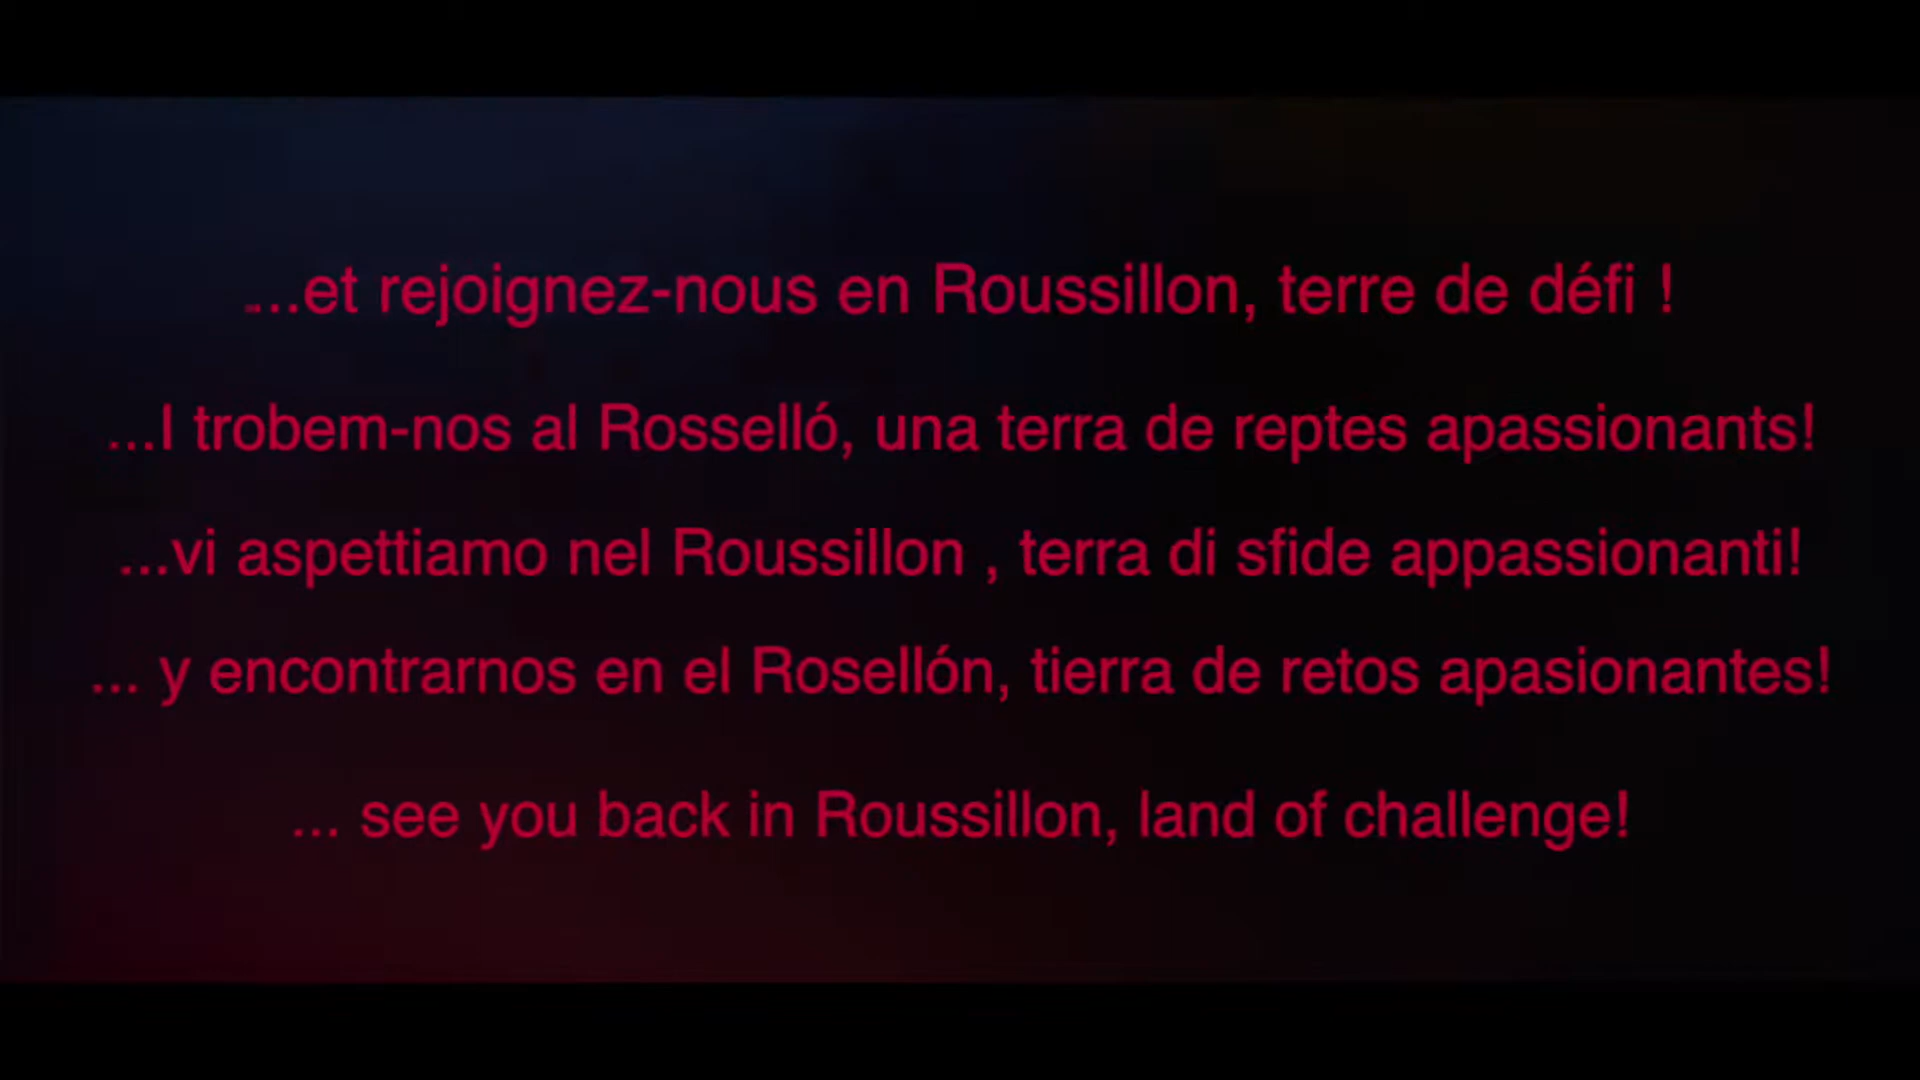 ...et rejoignez-nous en Roussillon, terre de défi !
...I trobem-nos al Rosselló, una terra de reptes apassionants!
...vi aspettiamo nel Roussillon , terra di sfide appassionanti!
... y encontrarnos en el Rosellón, tierra de retos apasionantes!
... see you back in Roussillon, land of challenge!